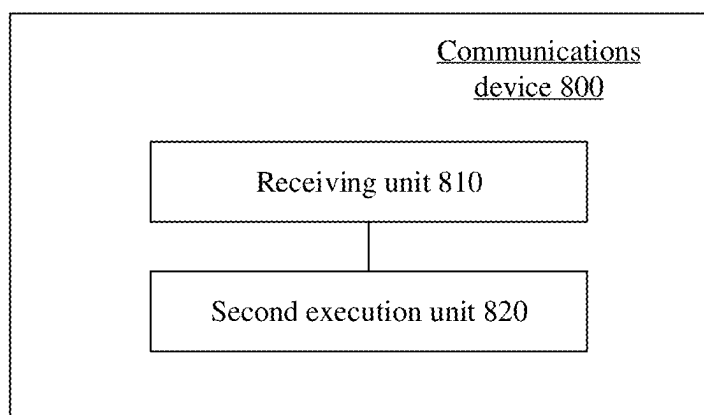 Communications
device 800
Receiving unit 810
Second execution unit 820